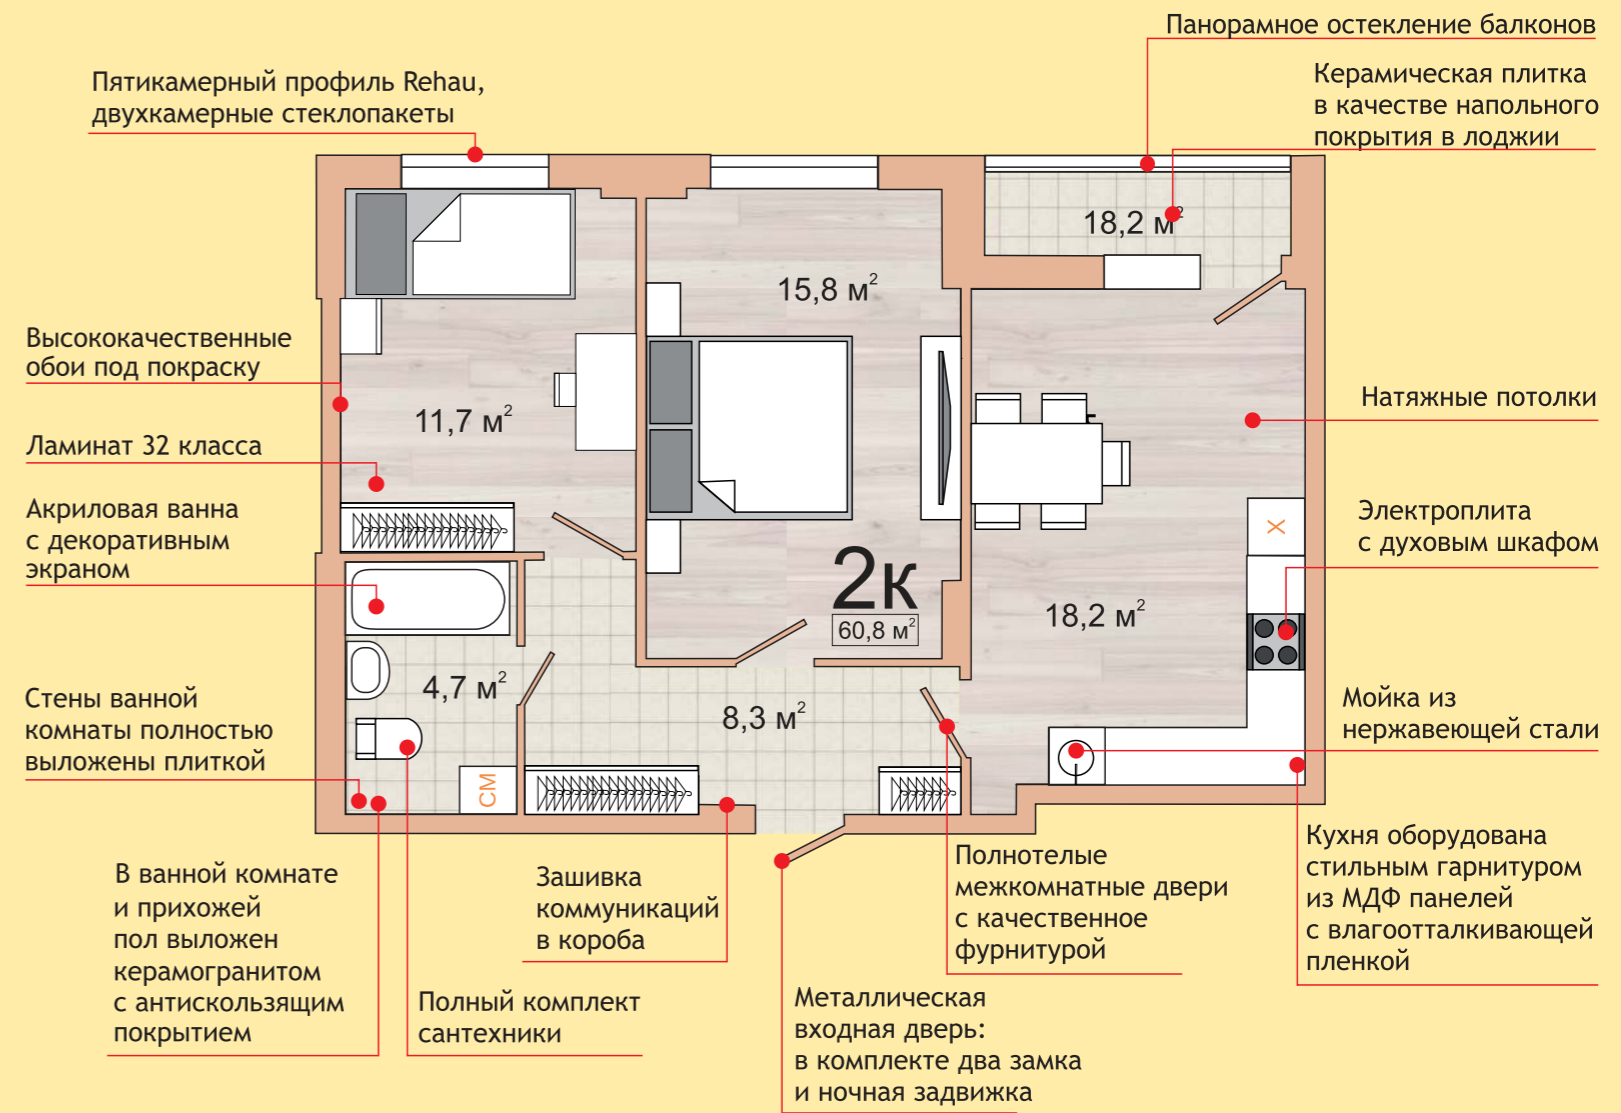 Панорамное остекление балконов
Пятикамерный профиль Rehau,
двухкамерные стеклопакеты
Керамическая плитка
в качестве напольного
покрытия в лоджии
18,2 м²
15,8 м²
Высококачественные
обои под покраску
11,7 м²
Натяжные потолки
Ламинат 32 класса
Акриловая ванна
с декоративным
экраном
Х
Электроплита
с духовым шкафом
2к
60,8 м²
18,2 м²
4,7 м²
8,3 м²
Стены ванной
комнаты полностью
выложены плиткой
Мойка из
нержавеющей стали
СМ
В ванной комнате
и прихожей
пол выложен
керамогранитом
с антискользящим
покрытием
Полный комплект
сантехники
Зашивка
коммуникаций
в короба
Металлическая
входная дверь:
в комплекте два замка
и ночная задвижка
Полнотелые
межкомнатные двери
с качественное
фурнитурой
Кухня оборудована
стильным гарнитуром
из МДФ панелей
с влагоотталкивающей
пленкой